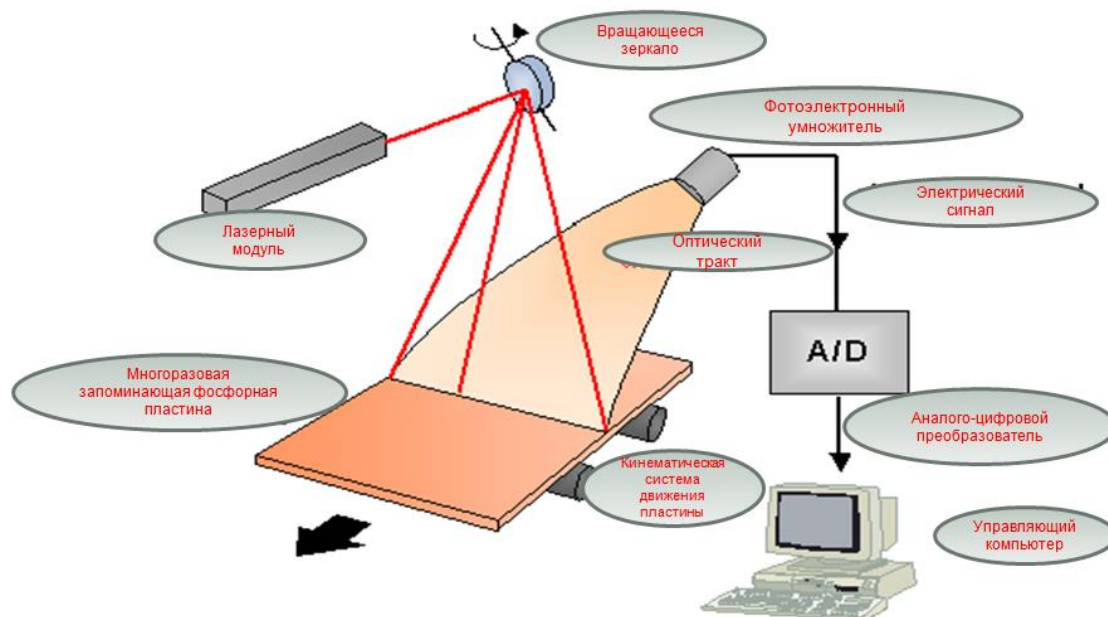 Вращающееся
зеркало
Фотоэлектронный
умножитель
Электрический
сигнал
Лазерный
модуль
Оптический
тракт
A/D
Многоразовая
запоминающая фосфорная
пластина
Аналого-цифровой
преобразователь
Кинематическая
система
движения
пластины
Управляющий
компьютер